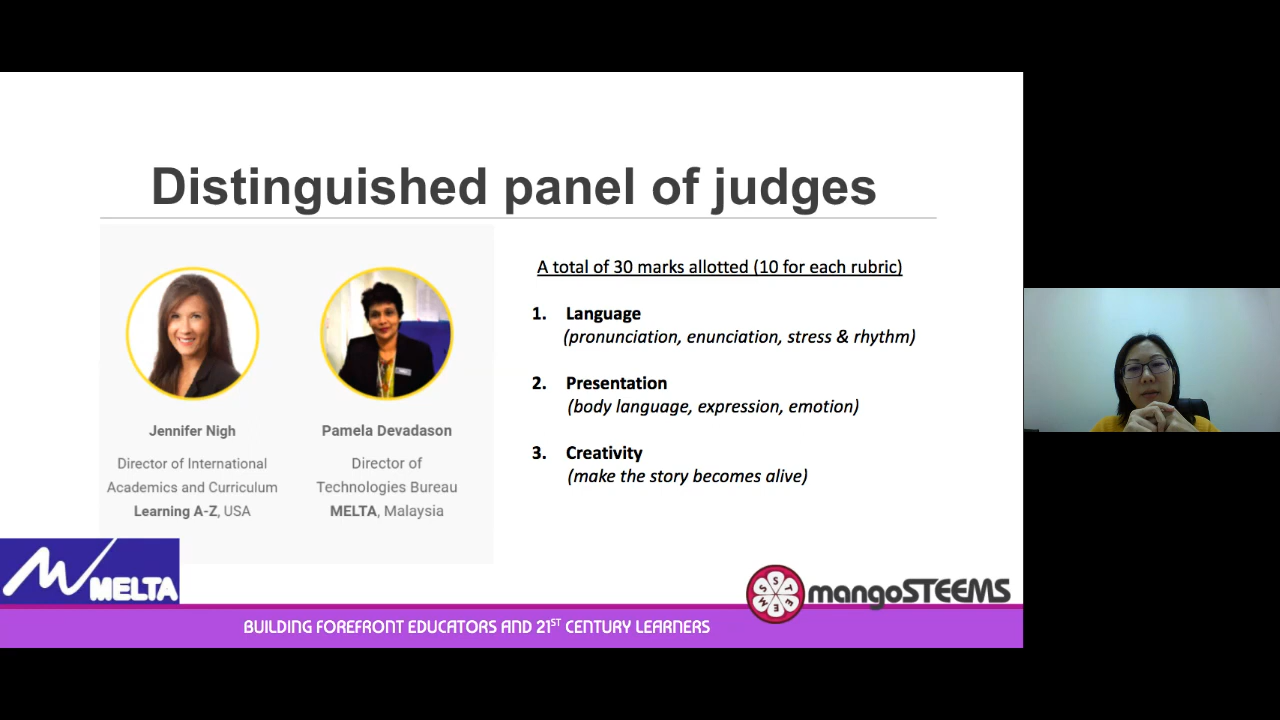 Distinguished panel of judges
Jennifer Nigh
Director of International
Academics and Curriculum
Learning A-Z, USA
Pamela Devadason
Director of
Technologies Bureau
MELTA, Malaysia
A total of 30 marks allotted (10 for each rubric)
1. Language
(pronunciation, enunciation, stress & rhythm)
2. Presentation
(body language, expression, emotion)
3. Creativity
(make the story becomes alive)
MELTA
STEEMS
mangoSTEEMS
BUILDING FOREFRONT EDUCATORS AND 21ST CENTURY LEARNERS